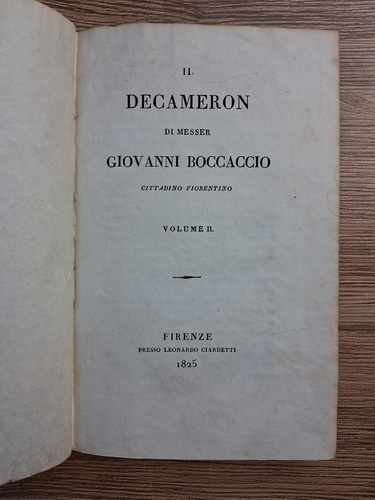 IL
DECAMERON
DI MESSER
GIOVANNI BOCCACCIO
CITTADINO FIORENTINO
VOLUME II.
FIRENZE
PRESSO LEONARDO CIARDETTI
1825